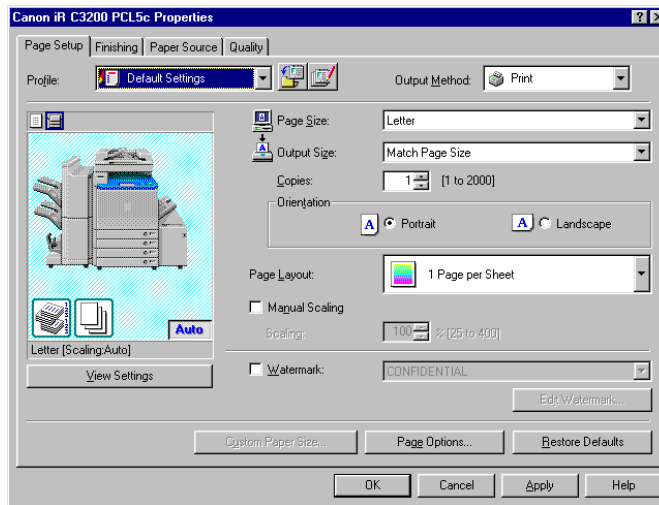 Canon iR C3200 PCL5c Properties
Page Setup Finishing Paper Source Quality
Profile: Default Settings Output Method: Print
Page Size: Letter
Output Size: Match Page Size
Copies: 1 [1 to 2000]
Orientation
A Portrait A Landscape
Page Layout: 1 Page per Sheet
Manual Scaling
Auto
Scaling: 100 % [25 to 400]
Letter [Scaling:Auto]
View Settings
Watermark: CONFIDENTIAL
Edit Watermark...
Custom Paper Size... Page Options... Restore Defaults
OK Cancel Apply Help